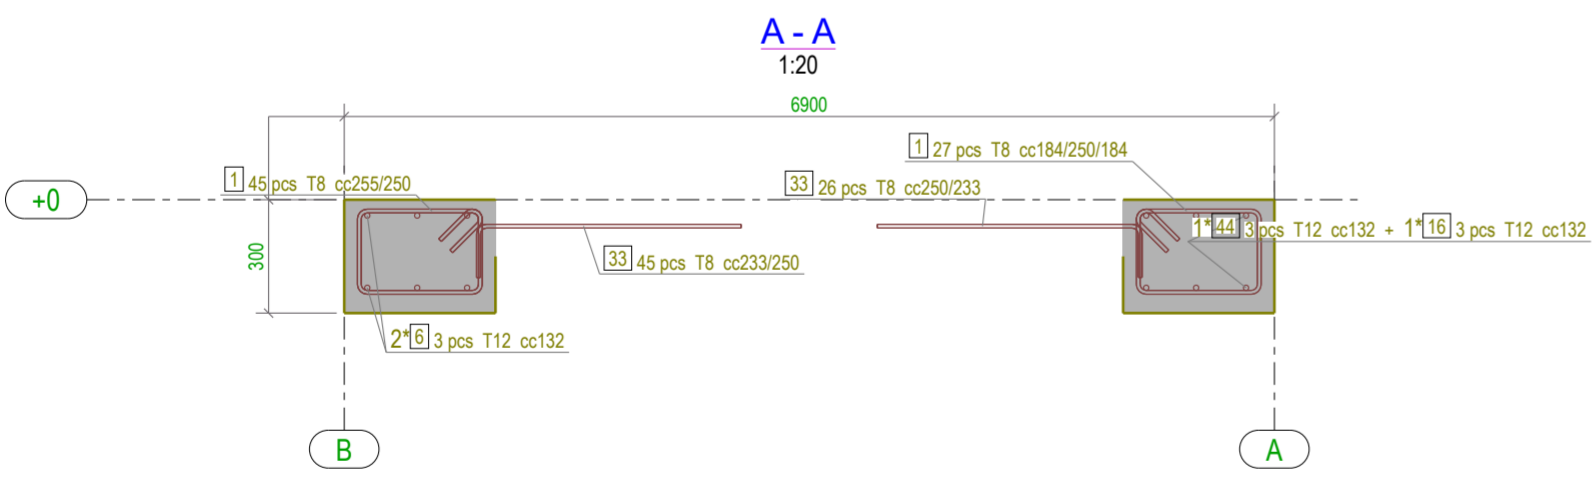 A - A
1:20
6900
1 27 pcs T8 cc184/250/184
1 45 pcs T8 cc255/250
33 26 pcs T8 cc250/233
+0
1* 44 3 pcs T12 cc132 + 1* 16 3 pcs T12 cc132
300
33 45 pcs T8 cc233/250
2* 6 3 pcs T12 cc132
B
A